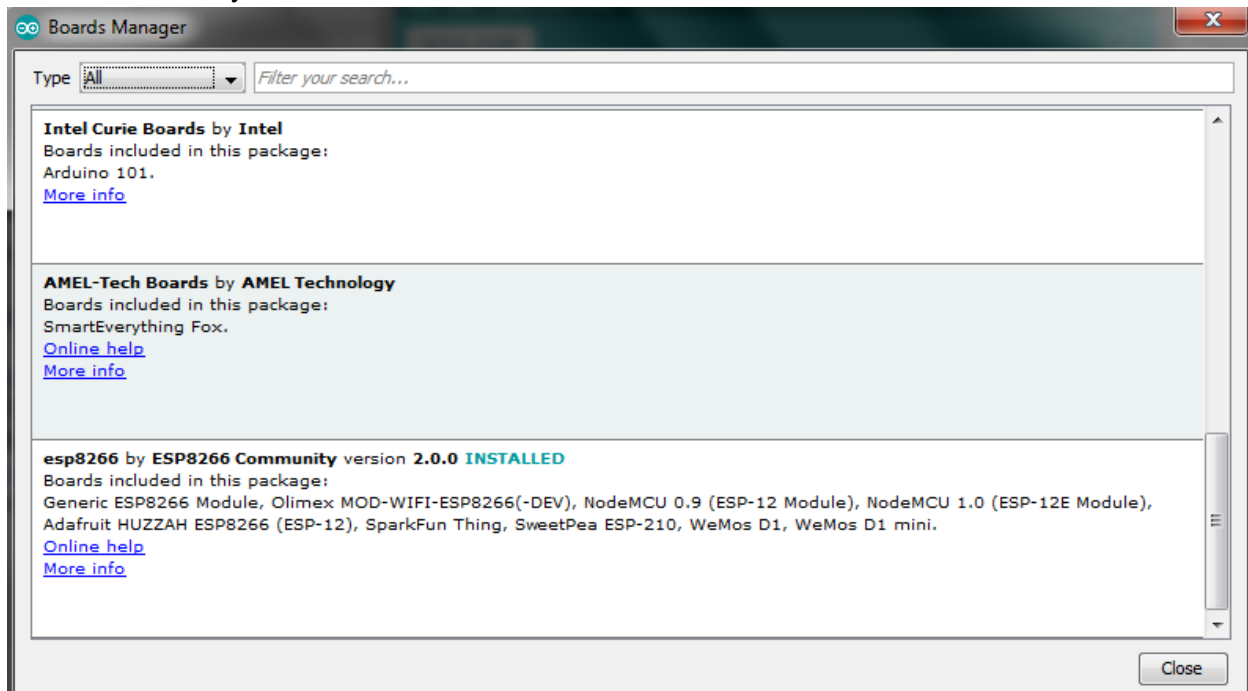 Boards Manager
Type All Filter your search...
Intel Curie Boards by Intel
Boards included in this package:
Arduino 101.
More info
AMEL-Tech Boards by AMEL Technology
Boards included in this package:
SmartEverything Fox.
Online help
More info
esp8266 by ESP8266 Community version 2.0.0 INSTALLED
Boards included in this package:
Generic ESP8266 Module, Olimex MOD-WIFI-ESP8266(-DEV), NodeMCU 0.9 (ESP-12 Module), NodeMCU 1.0 (ESP-12E Module),
Adafruit HUZZAH ESP8266 (ESP-12), SparkFun Thing, SweetPea ESP-210, WeMos D1, WeMos D1 mini.
Online help
More info
Close